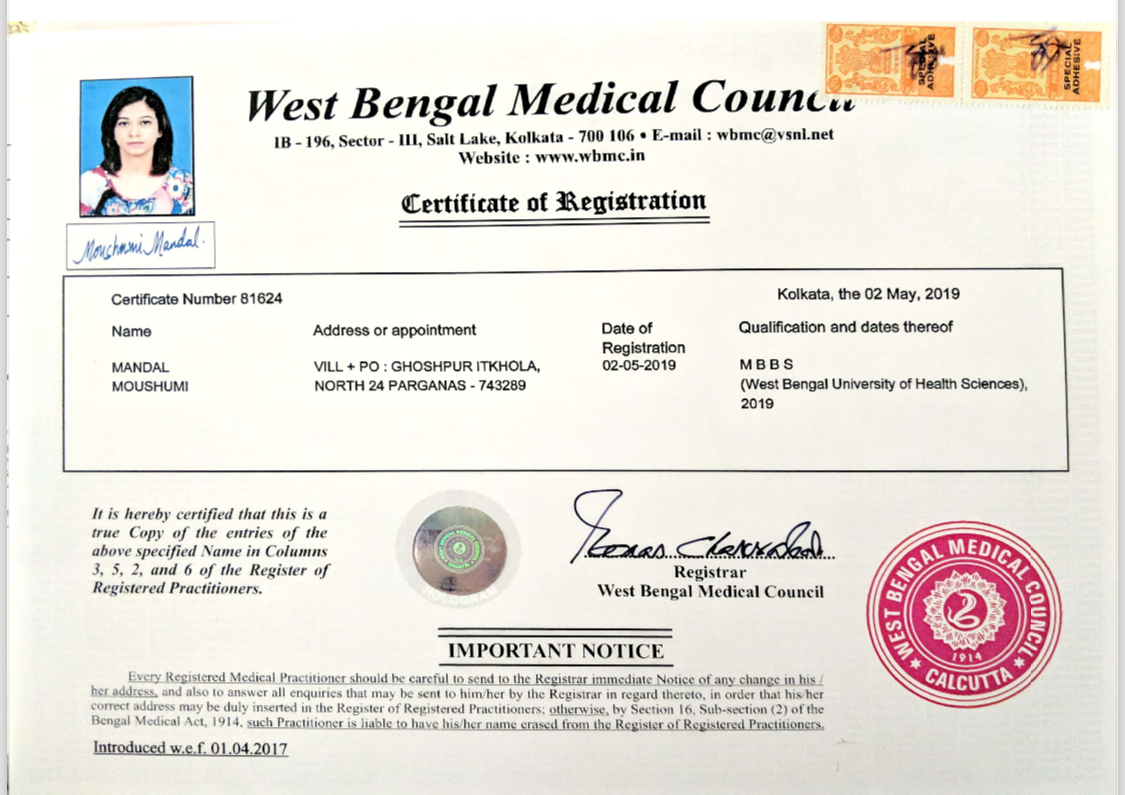 SPECIAL
ADHESIVE
SPECIAL
ADHESIVE
West Bengal Medical Council
IB - 196, Sector - III, Salt Lake, Kolkata - 700 106 • E-mail : wbmc@vsnl.net
Website : www.wbmc.in
Certificate of Registration
Moushumi Mandal.
Certificate Number 81624
Kolkata, the 02 May, 2019
Name Address or appointment Date of Registration Qualification and dates thereof
MANDAL MOUSHUMI
VILL + PO : GHOSHPUR ITKHOLA,
NORTH 24 PARGANAS - 743289
02-05-2019
M B B S
(West Bengal University of Health Sciences),
2019
It is hereby certified that this is a
true Copy of the entries of the
above specified Name in Columns
3, 5, 2, and 6 of the Register of
Registered Practitioners.
Registrar
West Bengal Medical Council
WEST BENGAL MEDICAL COUNCIL
1914
CALCUTTA
IMPORTANT NOTICE
Every Registered Medical Practitioner should be careful to send to the Registrar immediate Notice of any change in his /
her address, and also to answer all enquiries that may be sent to him/her by the Registrar in regard thereto, in order that his/her
correct address may be duly inserted in the Register of Registered Practitioners; otherwise, by Section 16, Sub-section (2) of the
Bengal Medical Act, 1914, such Practitioner is liable to have his/her name erased from the Register of Registered Practitioners.
Introduced w.e.f. 01.04.2017